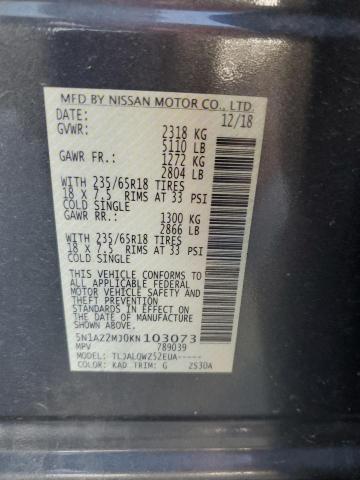 MFD BY NISSAN MOTOR CO., LTD.
DATE: 12/18
GVWR: 2318 KG
5110 LB
GAWR FR.: 1272 KG
2804 LB
WITH 235/65R18 TIRES
18 X 7.5 RIMS AT 33 PSI
COLD SINGLE
GAWR RR.: 1300 KG
2866 LB
WITH 235/65R18 TIRES
18 X 7.5 RIMS AT 33 PSI
COLD SINGLE
THIS VEHICLE CONFORMS TO
ALL APPLICABLE FEDERAL
MOTOR VEHICLE SAFETY
AND THEFT PREVENTION
STANDARDS IN EFFECT ON
THE DATE OF MANUFACTURE
SHOWN ABOVE.
5N1AZ2MJ0KN103073
MPV 789039
MODEL: TLJALQWZ5ZEUA-----
COLOR: KAD TRIM: G ZS3DA